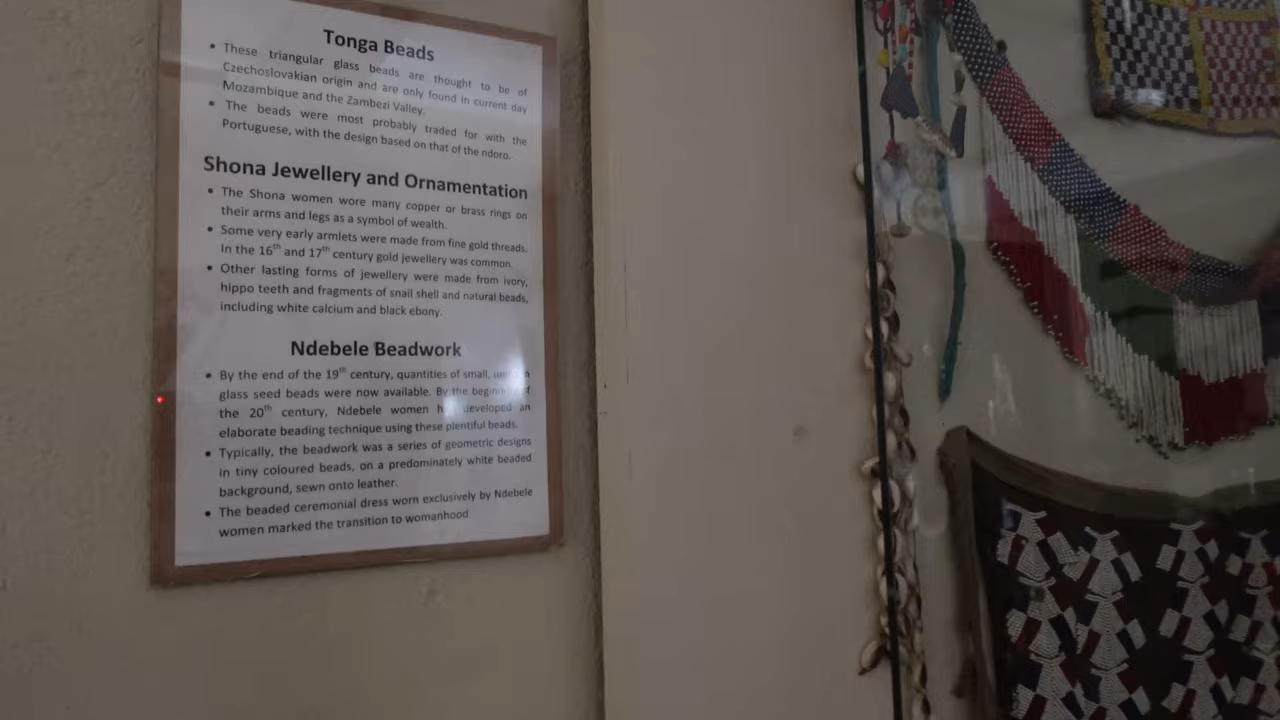 Tonga Beads
• These triangular glass beads are thought to be of
Czechoslovakian origin and are only found in current day
Mozambique and the Zambezi Valley.
• The beads were most probably traded for with the
Portuguese, with the design based on that of the ndoro.
Shona Jewellery and Ornamentation
• The Shona women wore many copper or brass rings on
their arms and legs as a symbol of wealth.
• Some very early armlets were made from fine gold threads.
In the 16th and 17th century gold jewellery was common.
• Other lasting forms of jewellery were made from ivory,
hippo teeth and fragments of snail shell and natural beads,
including white calcium and black ebony.
Ndebele Beadwork
• By the end of the 19th century, quantities of small,
glass seed beads were now available. By the beginning of
the 20th century, Ndebele women had developed an
elaborate beading technique using these plentiful beads.
• Typically, the beadwork was a series of geometric designs
in tiny coloured beads, on a predominately white beaded
background, sewn onto leather.
• The beaded ceremonial dress worn exclusively by Ndebele
women marked the transition to womanhood